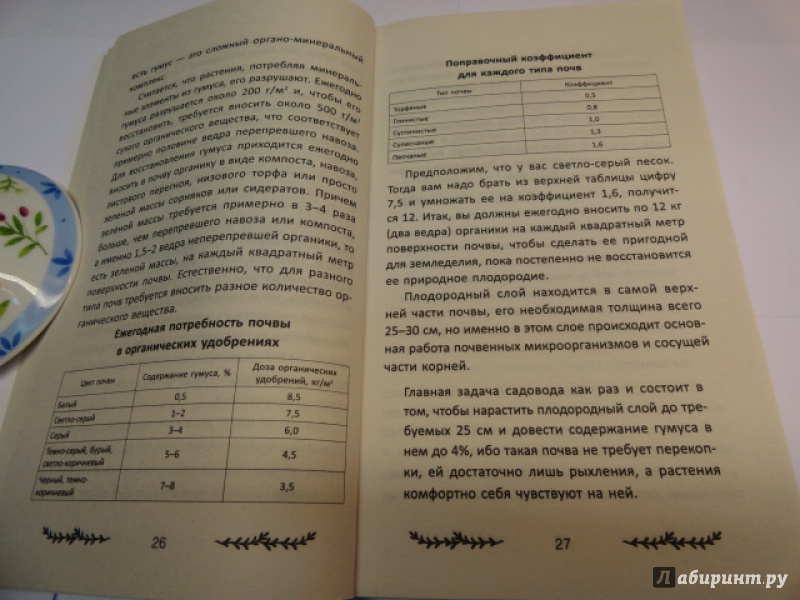 есть гумус — это сложный органо-минеральный
комплекс.
Считается, что растения, потребляя минераль-
ные элементы из гумуса, его разрушают. Ежегодно
гумуса разрушается около 200 г/м² и, чтобы его
восстановить, требуется вносить около 500 г/м²
сухого органического вещества, что соответствует
примерно половине ведра перепревшего навоза.
Для восстановления гумуса приходится ежегодно
вносить в почву органику в виде компоста, навоза,
листового перегноя, низового торфа или просто
зеленой массы сорняков или сидератов. Причем
зеленой массы требуется примерно в 3–4 раза
больше, чем перепревшего навоза или компоста,
а именно 1,5–2 ведра неперепревшей органики, то
есть зеленой массы, на каждый квадратный метр
поверхности почвы. Естественно, что для разного
типа почв требуется вносить разное количество ор-
ганического вещества.
Ежегодная потребность почвы
в органических удобрениях
Цвет почвы Содержание гумуса, % Доза органических
удобрений, кг/м²
Белый 0,5 8,5
Светло-серый 1–2 7,5
Серый 3–4 6,0
Темно-серый, бурый,
светло-коричневый 5–6 4,5
Черный, темно-
коричневый 7–8 3,5
26
Поправочный коэффициент
для каждого типа почв
Тип почвы Коэффициент
Торфяные 0,5
Глинистые 0,8
Суглинистые 1,0
Супесчаные 1,3
Песчаные 1,6
Предположим, что у вас светло-серый песок.
Тогда вам надо брать из верхней таблицы цифру
7,5 и умножать ее на коэффициент 1,6, получит-
ся 12. Итак, вы должны ежегодно вносить по 12 кг
(два ведра) органики на каждый квадратный метр
поверхности почвы, чтобы сделать ее пригодной
для земледелия, пока постепенно не восстановится
ее природное плодородие.
Плодородный слой находится в самой верх-
ней части почвы, его необходимая толщина всего
25–30 см, но именно в этом слое происходит основ-
ная работа почвенных микроорганизмов и сосущей
части корней.
Главная задача садовода как раз и состоит в
том, чтобы нарастить плодородный слой до тре-
буемых 25 см и довести содержание гумуса в
нем до 4%, ибо такая почва не требует перекоп-
ки, ей достаточно лишь рыхления, а растения
комфортно себя чувствуют на ней.
27
Лабиринт.ру